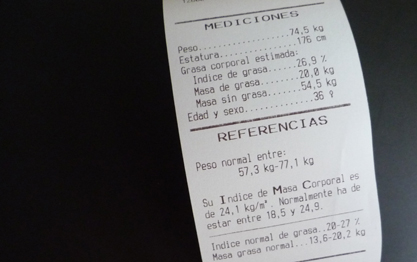 MEDICIONES
Peso..................74,5 kg
Estatura..............176 cm
Grasa corporal estimada:
Indice de grasa......26,9 %
Masa de grasa.......20,0 kg
Masa sin grasa......54,5 kg
Edad y sexo............36 ♀
REFERENCIAS
Peso normal entre:
57,3 kg-77,1 kg
Su Indice de Masa Corporal es
de 24,1 kg/m². Normalmente ha de
estar entre 18,5 y 24,9.
Indice normal de grasa..20-27 %
Masa grasa normal...13,6-20,2 kg